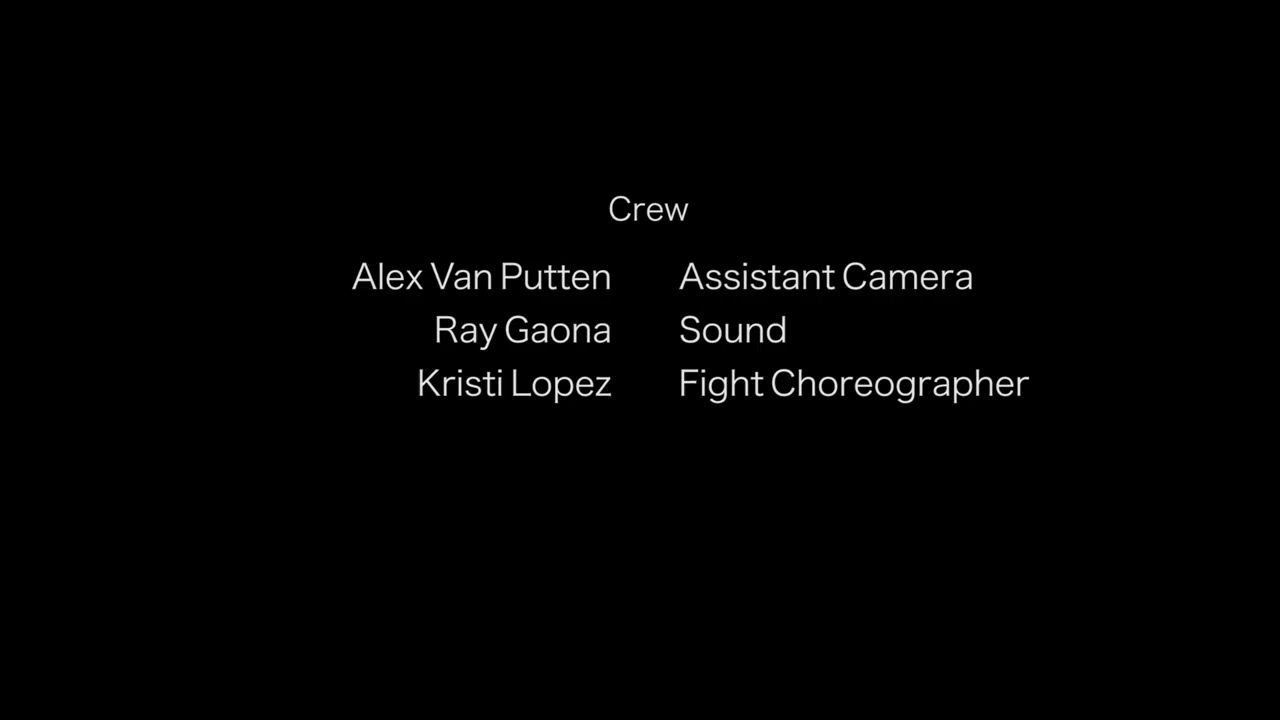 Crew
Alex Van Putten Assistant Camera
Ray Gaona Sound
Kristi Lopez Fight Choreographer